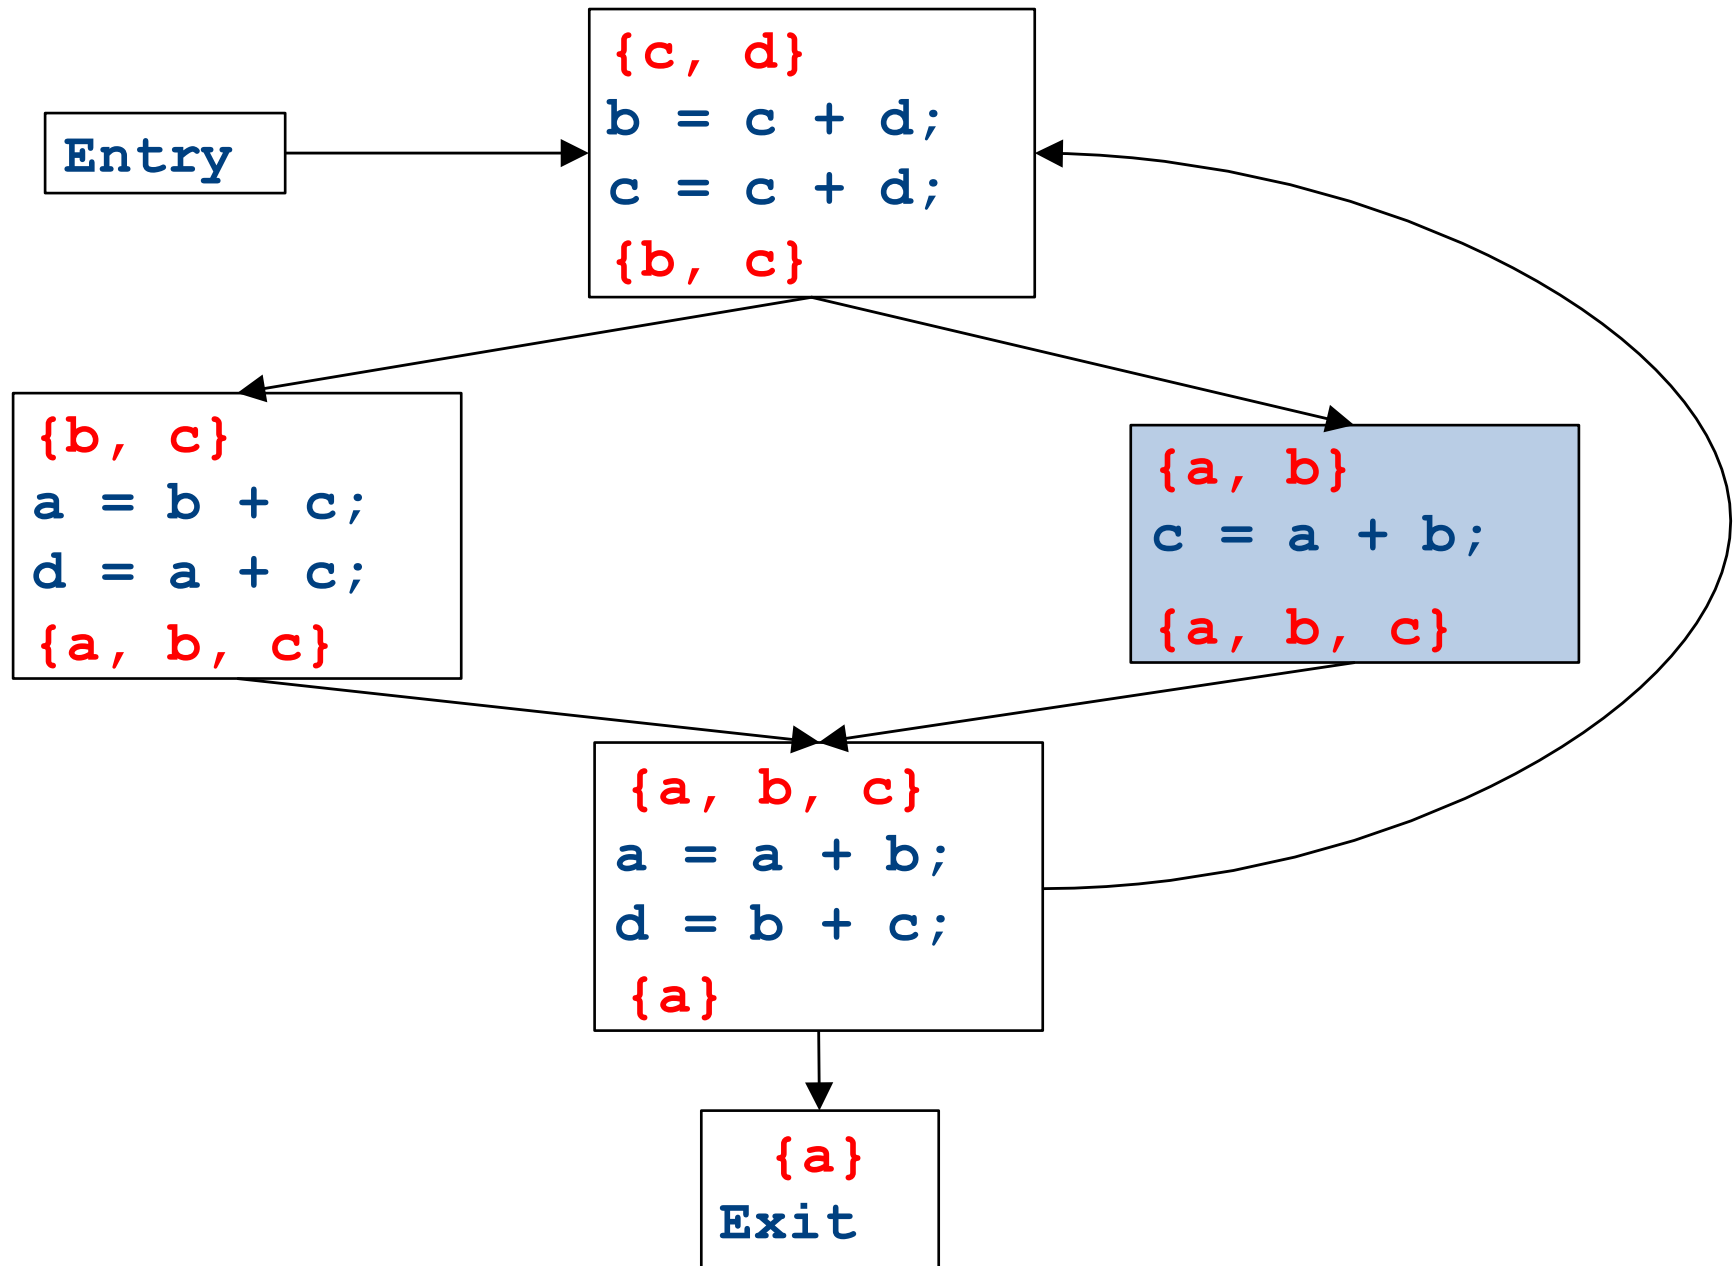 {c, d}
b = c + d;
c = c + d;
{b, c}
Entry
{b, c}
a = b + c;
d = a + c;
{a, b, c}
{a, b}
c = a + b;
{a, b, c}
{a, b, c}
a = a + b;
d = b + c;
{a}
{a}
Exit